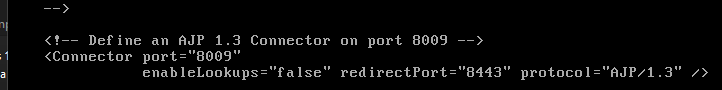 -->
<!-- Define an AJP 1.3 Connector on port 8009 -->
<Connector port="8009"
enableLookups="false" redirectPort="8443" protocol="AJP/1.3" />